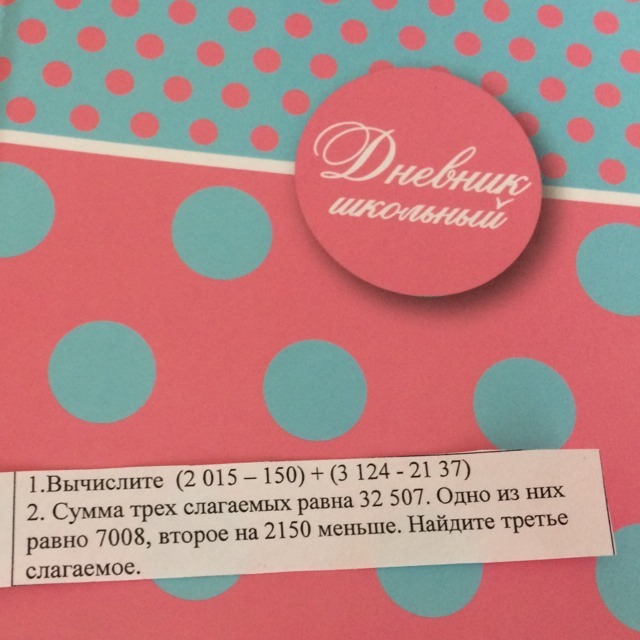 Дневник
школьный
1.Вычислите (2 015 – 150) + (3 124 - 21 37)
2. Сумма трех слагаемых равна 32 507. Одно из них
равно 7008, второе на 2150 меньше. Найдите третье
слагаемое.